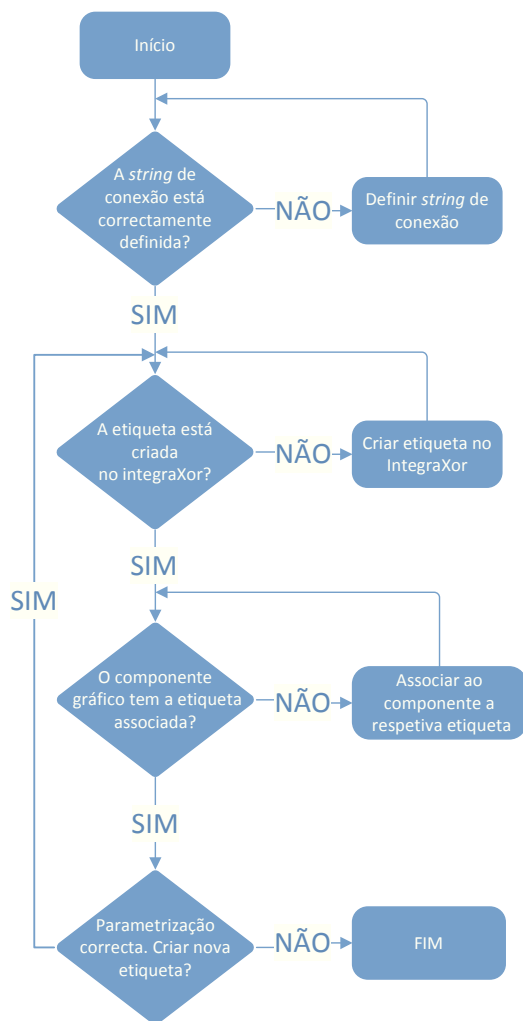 Início
A string de
conexão está
correctamente
definida?
NÃO
Definir string de
conexão
SIM
A etiqueta está
criada
no integraXor?
NÃO
Criar etiqueta no
IntegraXor
SIM
SIM
O componente
gráfico tem a etiqueta
associada?
NÃO
Associar ao
componente a
respetiva etiqueta
SIM
Parametrização
correcta. Criar nova
etiqueta?
NÃO
FIM